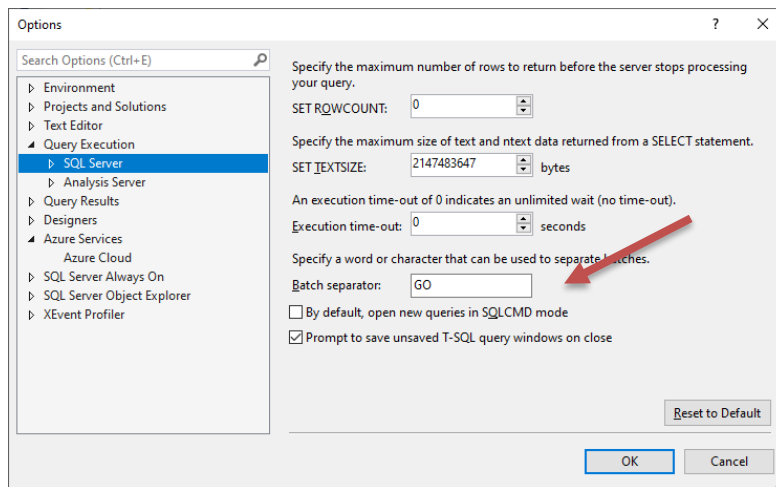 Options
?
Search Options (Ctrl+E)
Environment
Projects and Solutions
Text Editor
Query Execution
SQL Server
Analysis Server
Query Results
Designers
Azure Services
Azure Cloud
SQL Server Always On
SQL Server Object Explorer
XEvent Profiler
Specify the maximum number of rows to return before the server stops processing
your query.
SET ROWCOUNT: 0
Specify the maximum size of text and ntext data returned from a SELECT statement.
SET TEXTSIZE: 2147483647 bytes
An execution time-out of 0 indicates an unlimited wait (no time-out).
Execution time-out: 0 seconds
Specify a word or character that can be used to separate batches.
Batch separator: GO
By default, open new queries in SQLCMD mode
Prompt to save unsaved T-SQL query windows on close
Reset to Default
OK Cancel